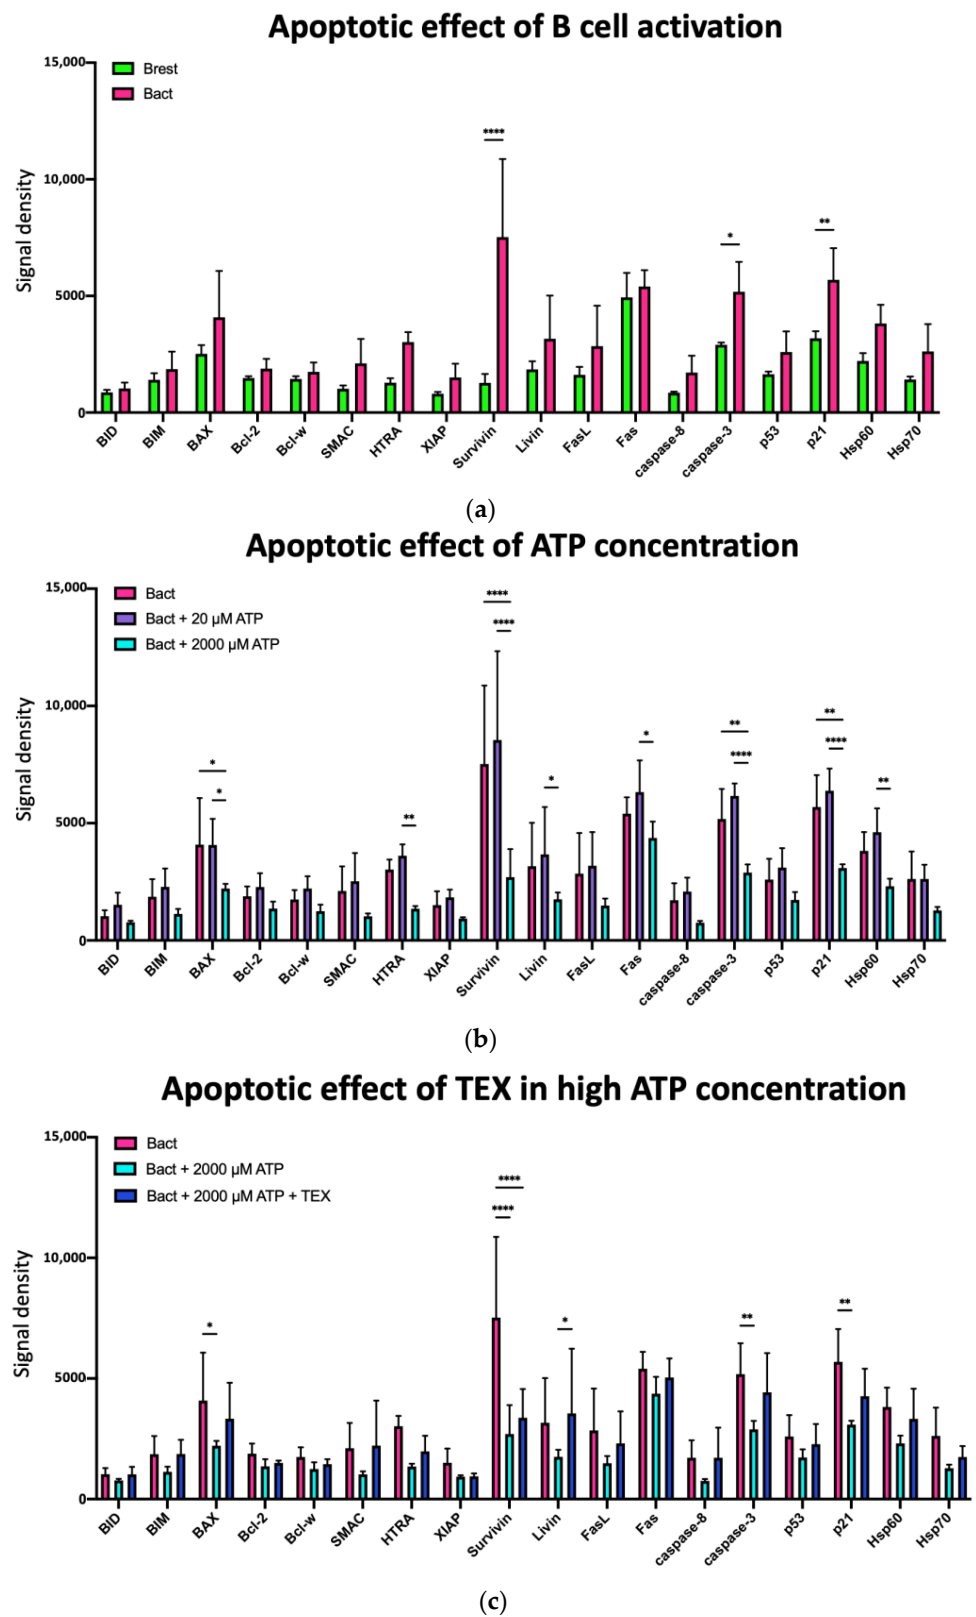 Apoptotic effect of B cell activation
15,000
Brest
Bact
****
10,000
Signal density
*
**
5000
0
BID BIM BAX Bcl-2 Bcl-w SMAC HTRA XIAP Survivin Livin FasL Fas caspase-8 caspase-3 p53 p21 Hsp60 Hsp70
(a)
Apoptotic effect of ATP concentration
15,000
Bact
Bact + 20 µM ATP
Bact + 2000 µM ATP
****
****
10,000
Signal density
*
*
**
*
*
**
****
**
****
**
5000
0
BID BIM BAX Bcl-2 Bcl-w SMAC HTRA XIAP Survivin Livin FasL Fas caspase-8 caspase-3 p53 p21 Hsp60 Hsp70
(b)
Apoptotic effect of TEX in high ATP concentration
15,000
Bact
Bact + 2000 µM ATP
Bact + 2000 µM ATP + TEX
****
****
10,000
Signal density
*
*
**
**
5000
0
BID BIM BAX Bcl-2 Bcl-w SMAC HTRA XIAP Survivin Livin FasL Fas caspase-8 caspase-3 p53 p21 Hsp60 Hsp70
(c)